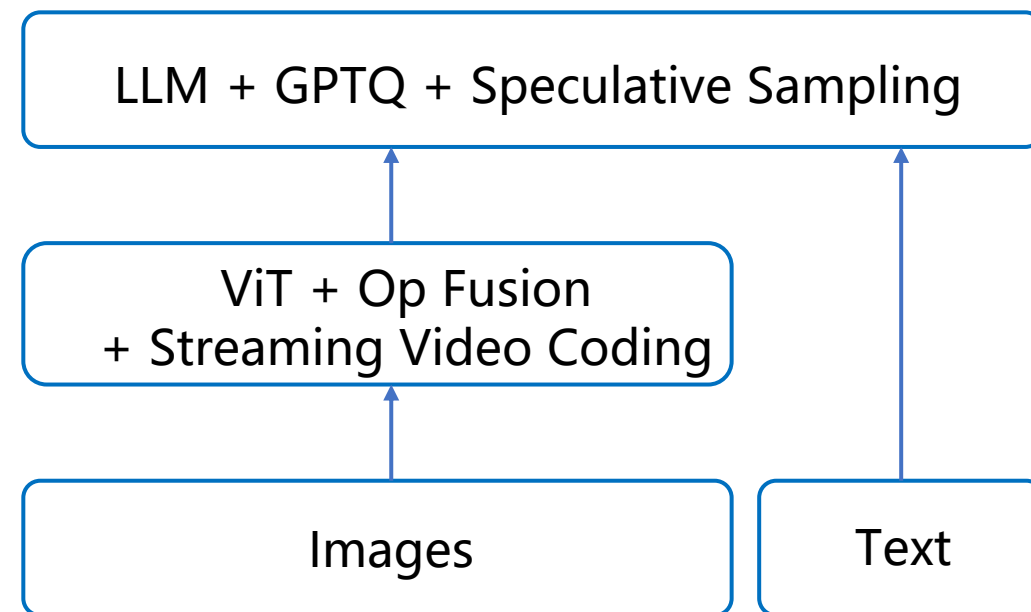 LLM + GPTQ + Speculative Sampling
ViT + Op Fusion
+ Streaming Video Coding
Images
Text